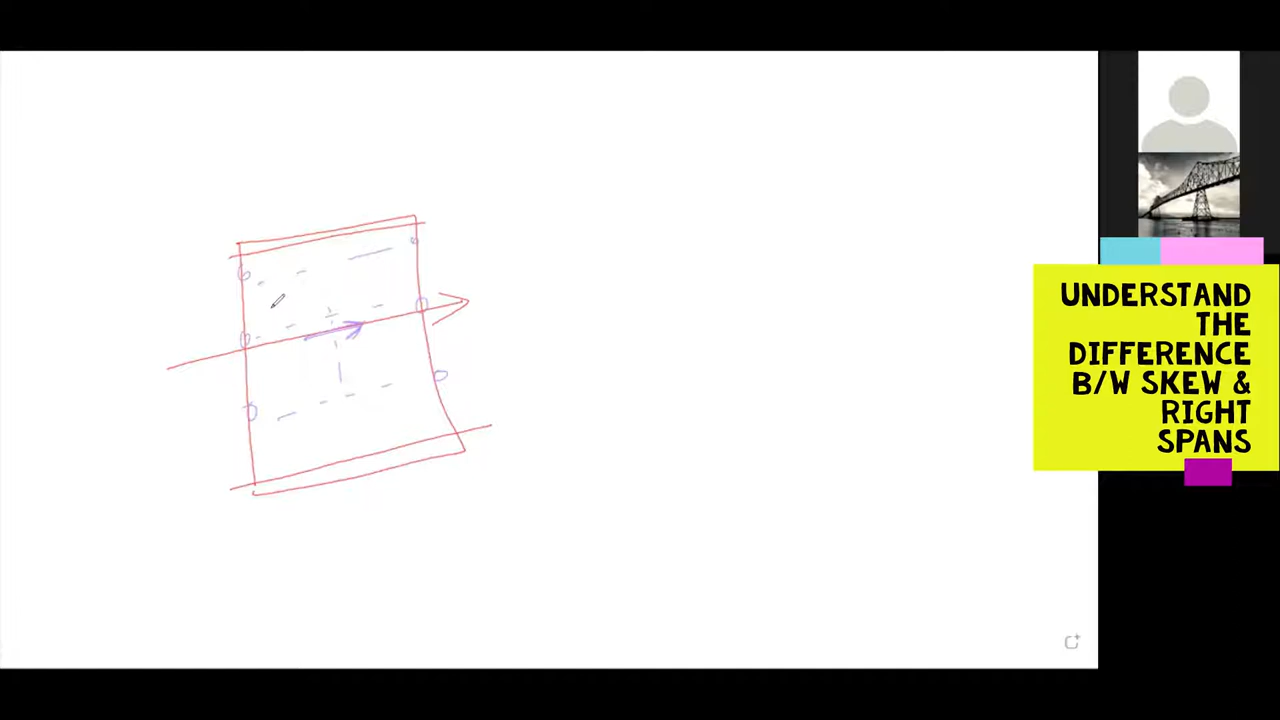 UNDERSTAND
THE
DIFFERENCE
B/W SKEW &
RIGHT
SPANS